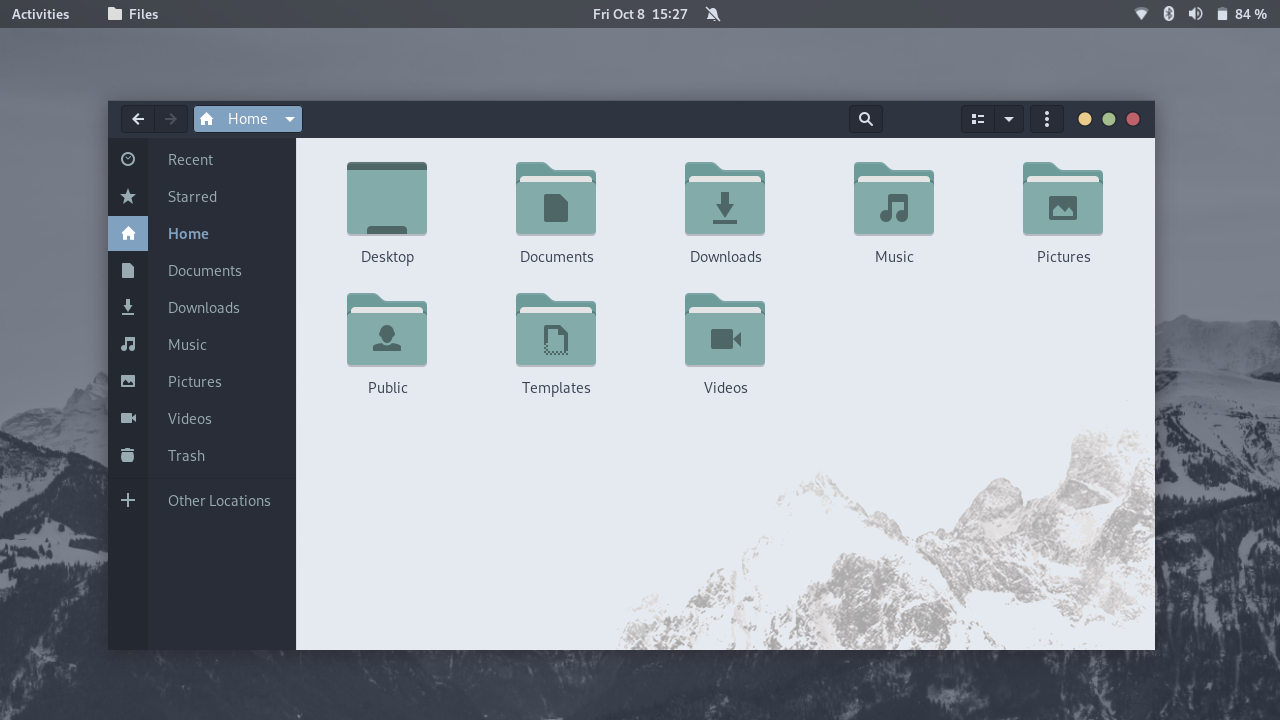 Activities Files Fri Oct 8 15:27 84 %
Home
Recent
Starred
Home
Documents
Downloads
Music
Pictures
Videos
Trash
Other Locations
Desktop Documents Downloads Music Pictures
Public Templates Videos